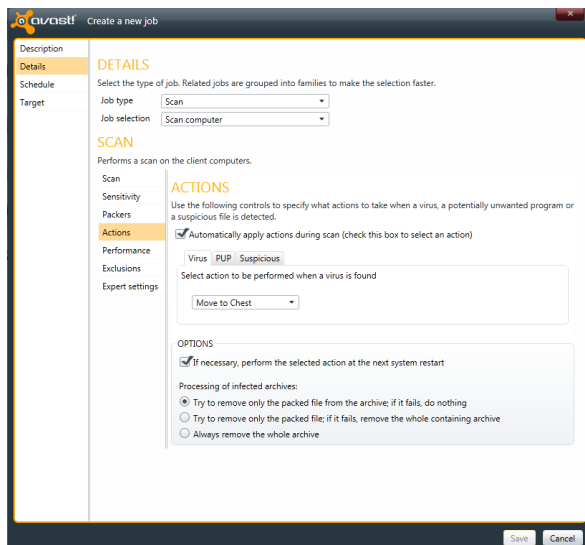 avast! Create a new job
Description
Details
Schedule
Target
DETAILS
Select the type of job. Related jobs are grouped into families to make the selection faster.
Job type Scan
Job selection Scan computer
SCAN
Performs a scan on the client computers.
Scan
Sensitivity
Packers
Actions
Performance
Exclusions
Expert settings
ACTIONS
Use the following controls to specify what actions to take when a virus, a potentially unwanted program or
a suspicious file is detected.
Automatically apply actions during scan (check this box to select an action)
Virus PUP Suspicious
Select action to be performed when a virus is found
Move to Chest
OPTIONS
If necessary, perform the selected action at the next system restart
Processing of infected archives:
Try to remove only the packed file from the archive; if it fails, do nothing
Try to remove only the packed file; if it fails, remove the whole containing archive
Always remove the whole archive
Save Cancel